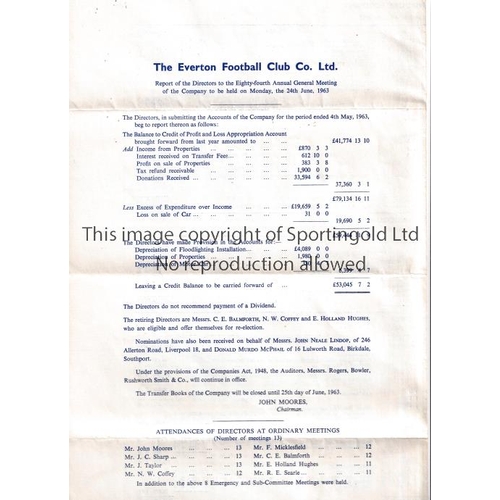 The Everton Football Club Co. Ltd.
Report of the Directors to the Eighty-fourth Annual General Meeting
of the Company to be held on Monday, the 24th June, 1963
The Directors, in submitting the Accounts of the Company for the period ended 4th May, 1963,
beg to report thereon as follows:
The Balance to Credit of Profit and Loss Appropriation Account
brought forward from last year amounted to ... ... ... £41,774 13 10
Add Income from Properties ... ... ... ... £870 3 3
Interest received on Transfer Fee... ... ... 612 10 0
Profit on sale of Properties ... ... ... 383 3 8
Tax refund receivable ... ... ... ... 1,900 0 0
Donations Received ... ... ... ... ... 33,594 6 2
37,360 3 1
£79,134 16 11
Less Excess of Expenditure over Income ... ... £19,659 5 2
Loss on sale of Car ... ... ... ... ... 31 0 0
19,690 5 2
This image copyright of Sportingold Ltd
The Directors have made Provision in the Accounts for:—
Depreciation of Floodlighting Installation... ... £4,089 0 0
Depreciation of Properties ... ... ... 1,980
Depreciation of
No reproduction allowed
Leaving a Credit Balance to be carried forward of ... £53,045 7 2
The Directors do not recommend payment of a Dividend.
The retiring Directors are Messrs. C. E. BALMFORTH, N. W. COFFEY and E. HOLLAND HUGHES,
who are eligible and offer themselves for re-election.
Nominations have also been received on behalf of Messrs. JOHN NEALE LINDOP, of 246
Allerton Road, Liverpool 18, and DONALD MURDO MCPHAIL of 16 Lulworth Road, Birkdale,
Southport.
Under the provisions of the Companies Act, 1948, the Auditors, Messrs. Rogers, Bowler,
Rushworth Smith & Co., will continue in office.
The Transfer Books of the Company will be closed until 25th day of June, 1963.
JOHN MOORES,
Chairman.
ATTENDANCES OF DIRECTORS AT ORDINARY MEETINGS
(Number of meetings 13)
Mr. John Moores ... ... ... 13 Mr. F. Micklesfield ... ... ... 12
Mr. J. C. Sharp ... ... ... ... 13 Mr. C. E. Balmforth ... ... ... 12
Mr. J. Taylor ... ... ... ... 13 Mr. E. Holland Hughes ... ... ... 11
Mr. N. W. Coffey ... ... ... 12 Mr. R. E. Searle ... ... ... ... 11
In addition to the above 8 Emergency and Sub-Committee Meetings were held.